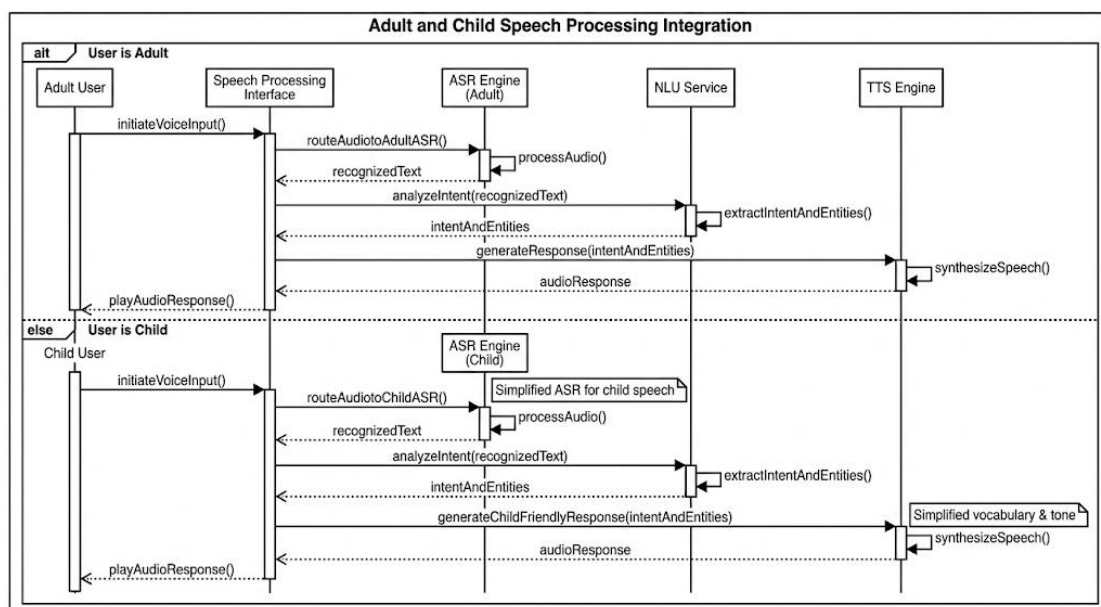 Adult and Child Speech Processing Integration
ait User is Adult
Adult User
Speech Processing
Interface
ASR Engine
(Adult)
NLU Service
TTS Engine
initiateVoiceInput()
routeAudiotoAdultASR()
processAudio()
recognizedText
analyzeIntent(recognizedText)
extractIntentAndEntities()
intentAndEntities
generateResponse(intentAndEntities)
synthesizeSpeech()
audioResponse
playAudioResponse()
else User is Child
Child User
ASR Engine
(Child)
initiateVoiceInput()
Simplified ASR for child speech
routeAudiotoChildASR()
processAudio()
recognizedText
analyzeIntent(recognizedText)
extractIntentAndEntities()
intentAndEntities
generateChildFriendlyResponse(intentAndEntities)
Simplified vocabulary & tone
synthesizeSpeech()
audioResponse
playAudioResponse()